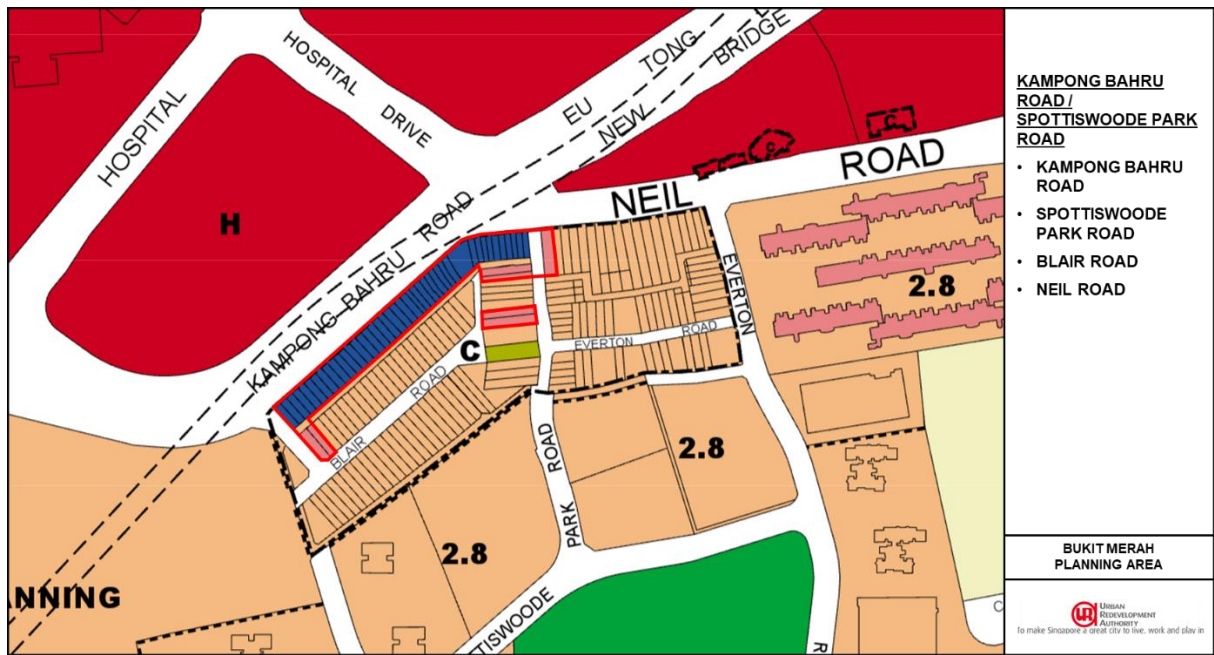 HOSPITAL
HOSPITAL
DRIVE
EU
TONG
NEW
BRIDGE
H
KAMPONG
BAHRU
ROAD
NEIL
ROAD
C
C
2.8
EVERTON
EVERTON
ROAD
C
ROAD
BLAIR
ROAD
PARK
2.8
2.8
ANNING
TTISWOODE
R
C
KAMPONG BAHRU
ROAD /
SPOTTISWOODE PARK
ROAD
• KAMPONG BAHRU
ROAD
• SPOTTISWOODE
PARK ROAD
• BLAIR ROAD
• NEIL ROAD
BUKIT MERAH
PLANNING AREA
URBAN
REDEVELOPMENT
AUTHORITY
To make Singapore a great city to live, work and play in